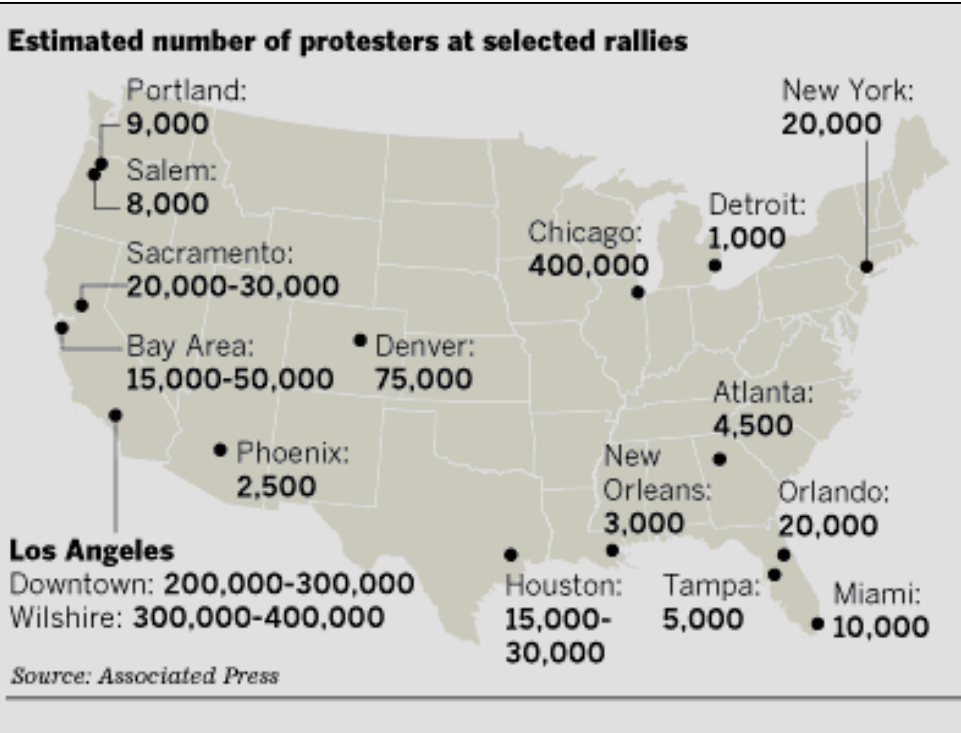 Estimated number of protesters at selected rallies
Portland:
9,000
Salem:
8,000
Sacramento:
20,000-30,000
Bay Area:
15,000-50,000
Denver:
75,000
Phoenix:
2,500
Los Angeles
Downtown: 200,000-300,000
Wilshire: 300,000-400,000
New York:
20,000
Detroit:
1,000
Chicago:
400,000
Atlanta:
4,500
New
Orleans:
3,000
Orlando:
20,000
Houston:
15,000-
30,000
Tampa:
5,000
Miami:
10,000
Source: Associated Press